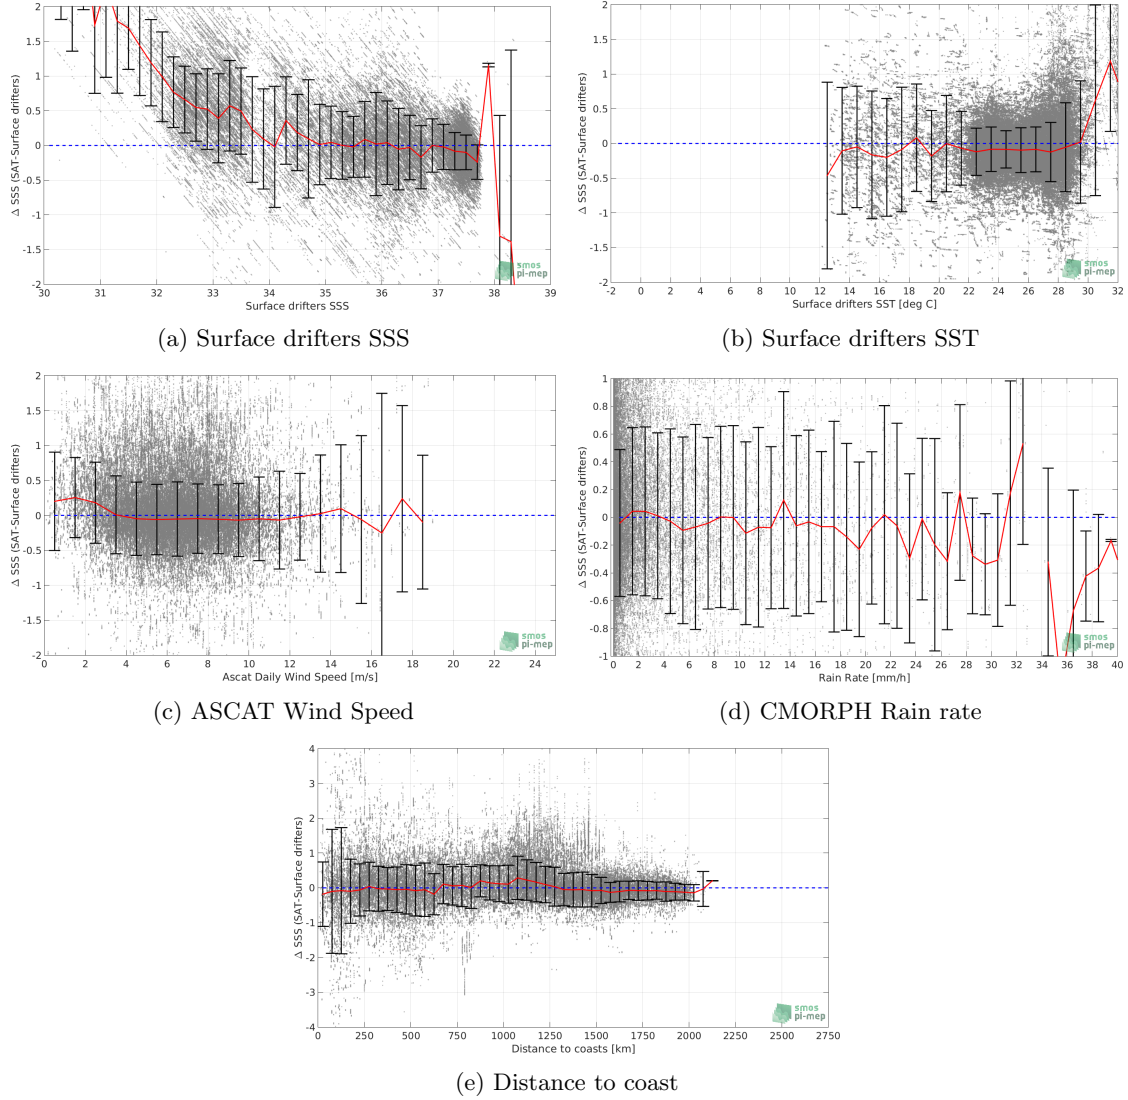 Δ SSS (SAT-Surface drifters)
2
1.5
1
0.5
0
-0.5
-1
-1.5
-2
30 31 32 33 34 35 36 37 38 39
Surface drifters SSS
smos
pi-mep
(a) Surface drifters SSS
Δ SSS (SAT-Surface drifters)
2
1.5
1
0.5
0
-0.5
-1
-1.5
-2
-2 0 2 4 6 8 10 12 14 16 18 20 22 24 26 28 30 32
Surface drifters SST [deg C]
smos
pi-mep
(b) Surface drifters SST
Δ SSS (SAT-Surface drifters)
2
1.5
1
0.5
0
-0.5
-1
-1.5
-2
0 2 4 6 8 10 12 14 16 18 20 22 24
Ascat Daily Wind Speed [m/s]
smos
pi-mep
(c) ASCAT Wind Speed
Δ SSS (SAT-Surface drifters)
1
0.8
0.6
0.4
0.2
0
-0.2
-0.4
-0.6
-0.8
-1
0 2 4 6 8 10 12 14 16 18 20 22 24 26 28 30 32 34 36 38 40
Rain Rate [mm/h]
smos
pi-mep
(d) CMORPH Rain rate
Δ SSS (SAT-Surface drifters)
4
3
2
1
0
-1
-2
-3
-4
0 250 500 750 1000 1250 1500 1750 2000 2250 2500 2750
Distance to coasts [km]
smos
pi-mep
(e) Distance to coast